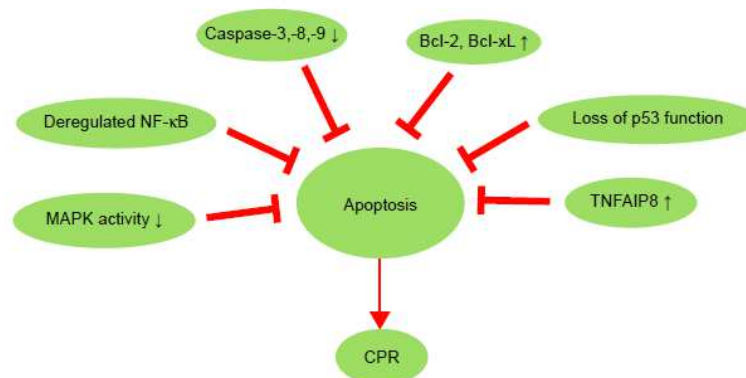 Caspase-3,-8,-9 ↓
Bcl-2, Bcl-xL ↑
Deregulated NF-κB
Loss of p53 function
MAPK activity ↓
Apoptosis
TNFAIP8 ↑
CPR